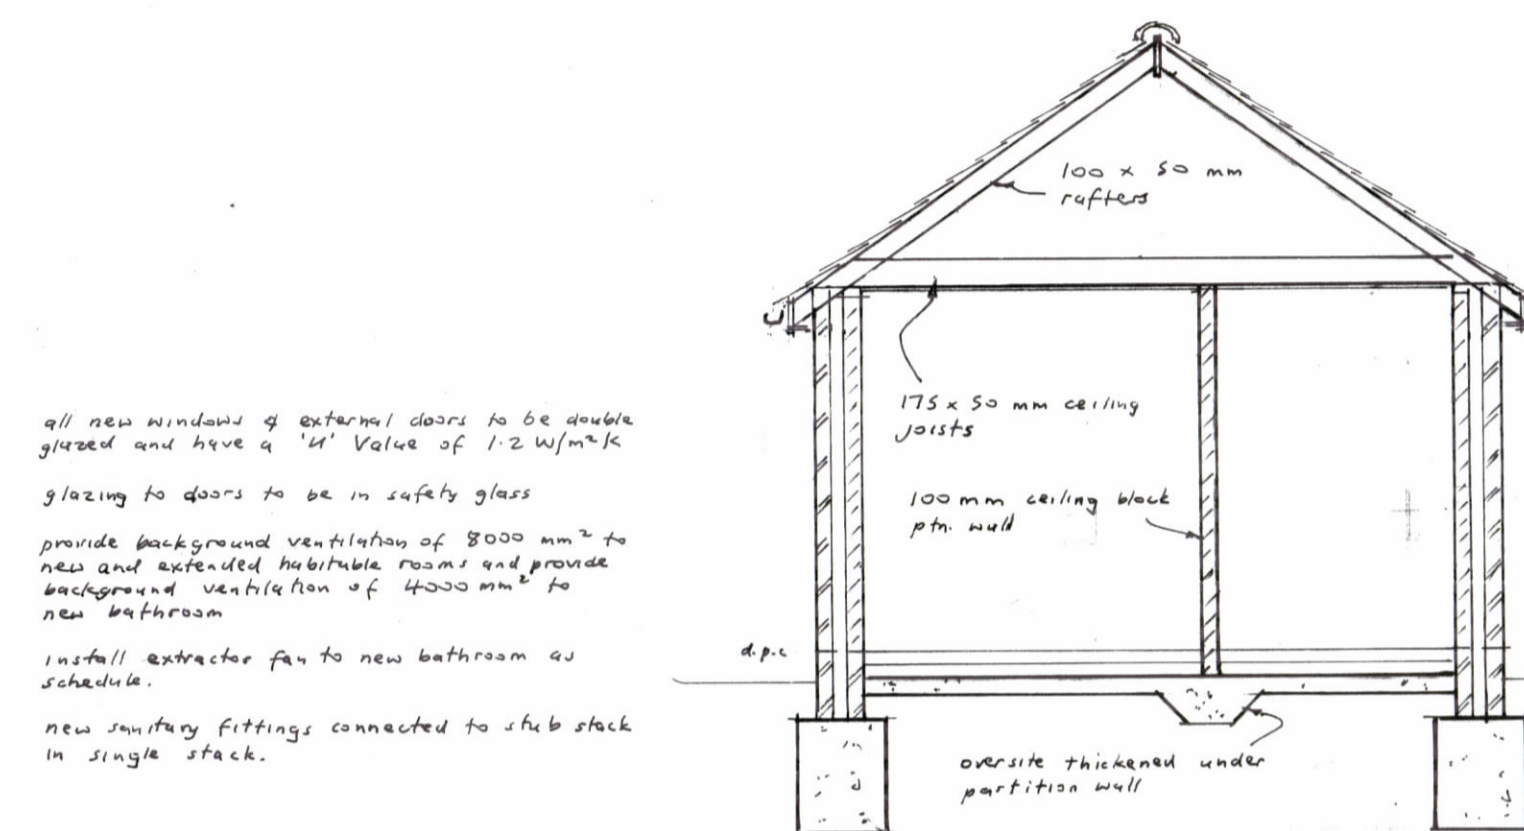 all new windows & external doors to be double
glazed and have a 'U' Value of 1.2 W/m²/K
glazing to doors to be in safety glass
provide background ventilation of 8000 mm² to
new and extended habitable rooms and provide
background ventilation of 4000 mm² to
new bathroom
install extractor fan to new bathroom as
schedule.
new sanitary fittings connected to stub stack
in single stack.
100 x 50 mm
rafters
175 x 50 mm ceiling
joists
100 mm ceiling block
ptn. wall
d.p.c
oversite thickened under
partition wall